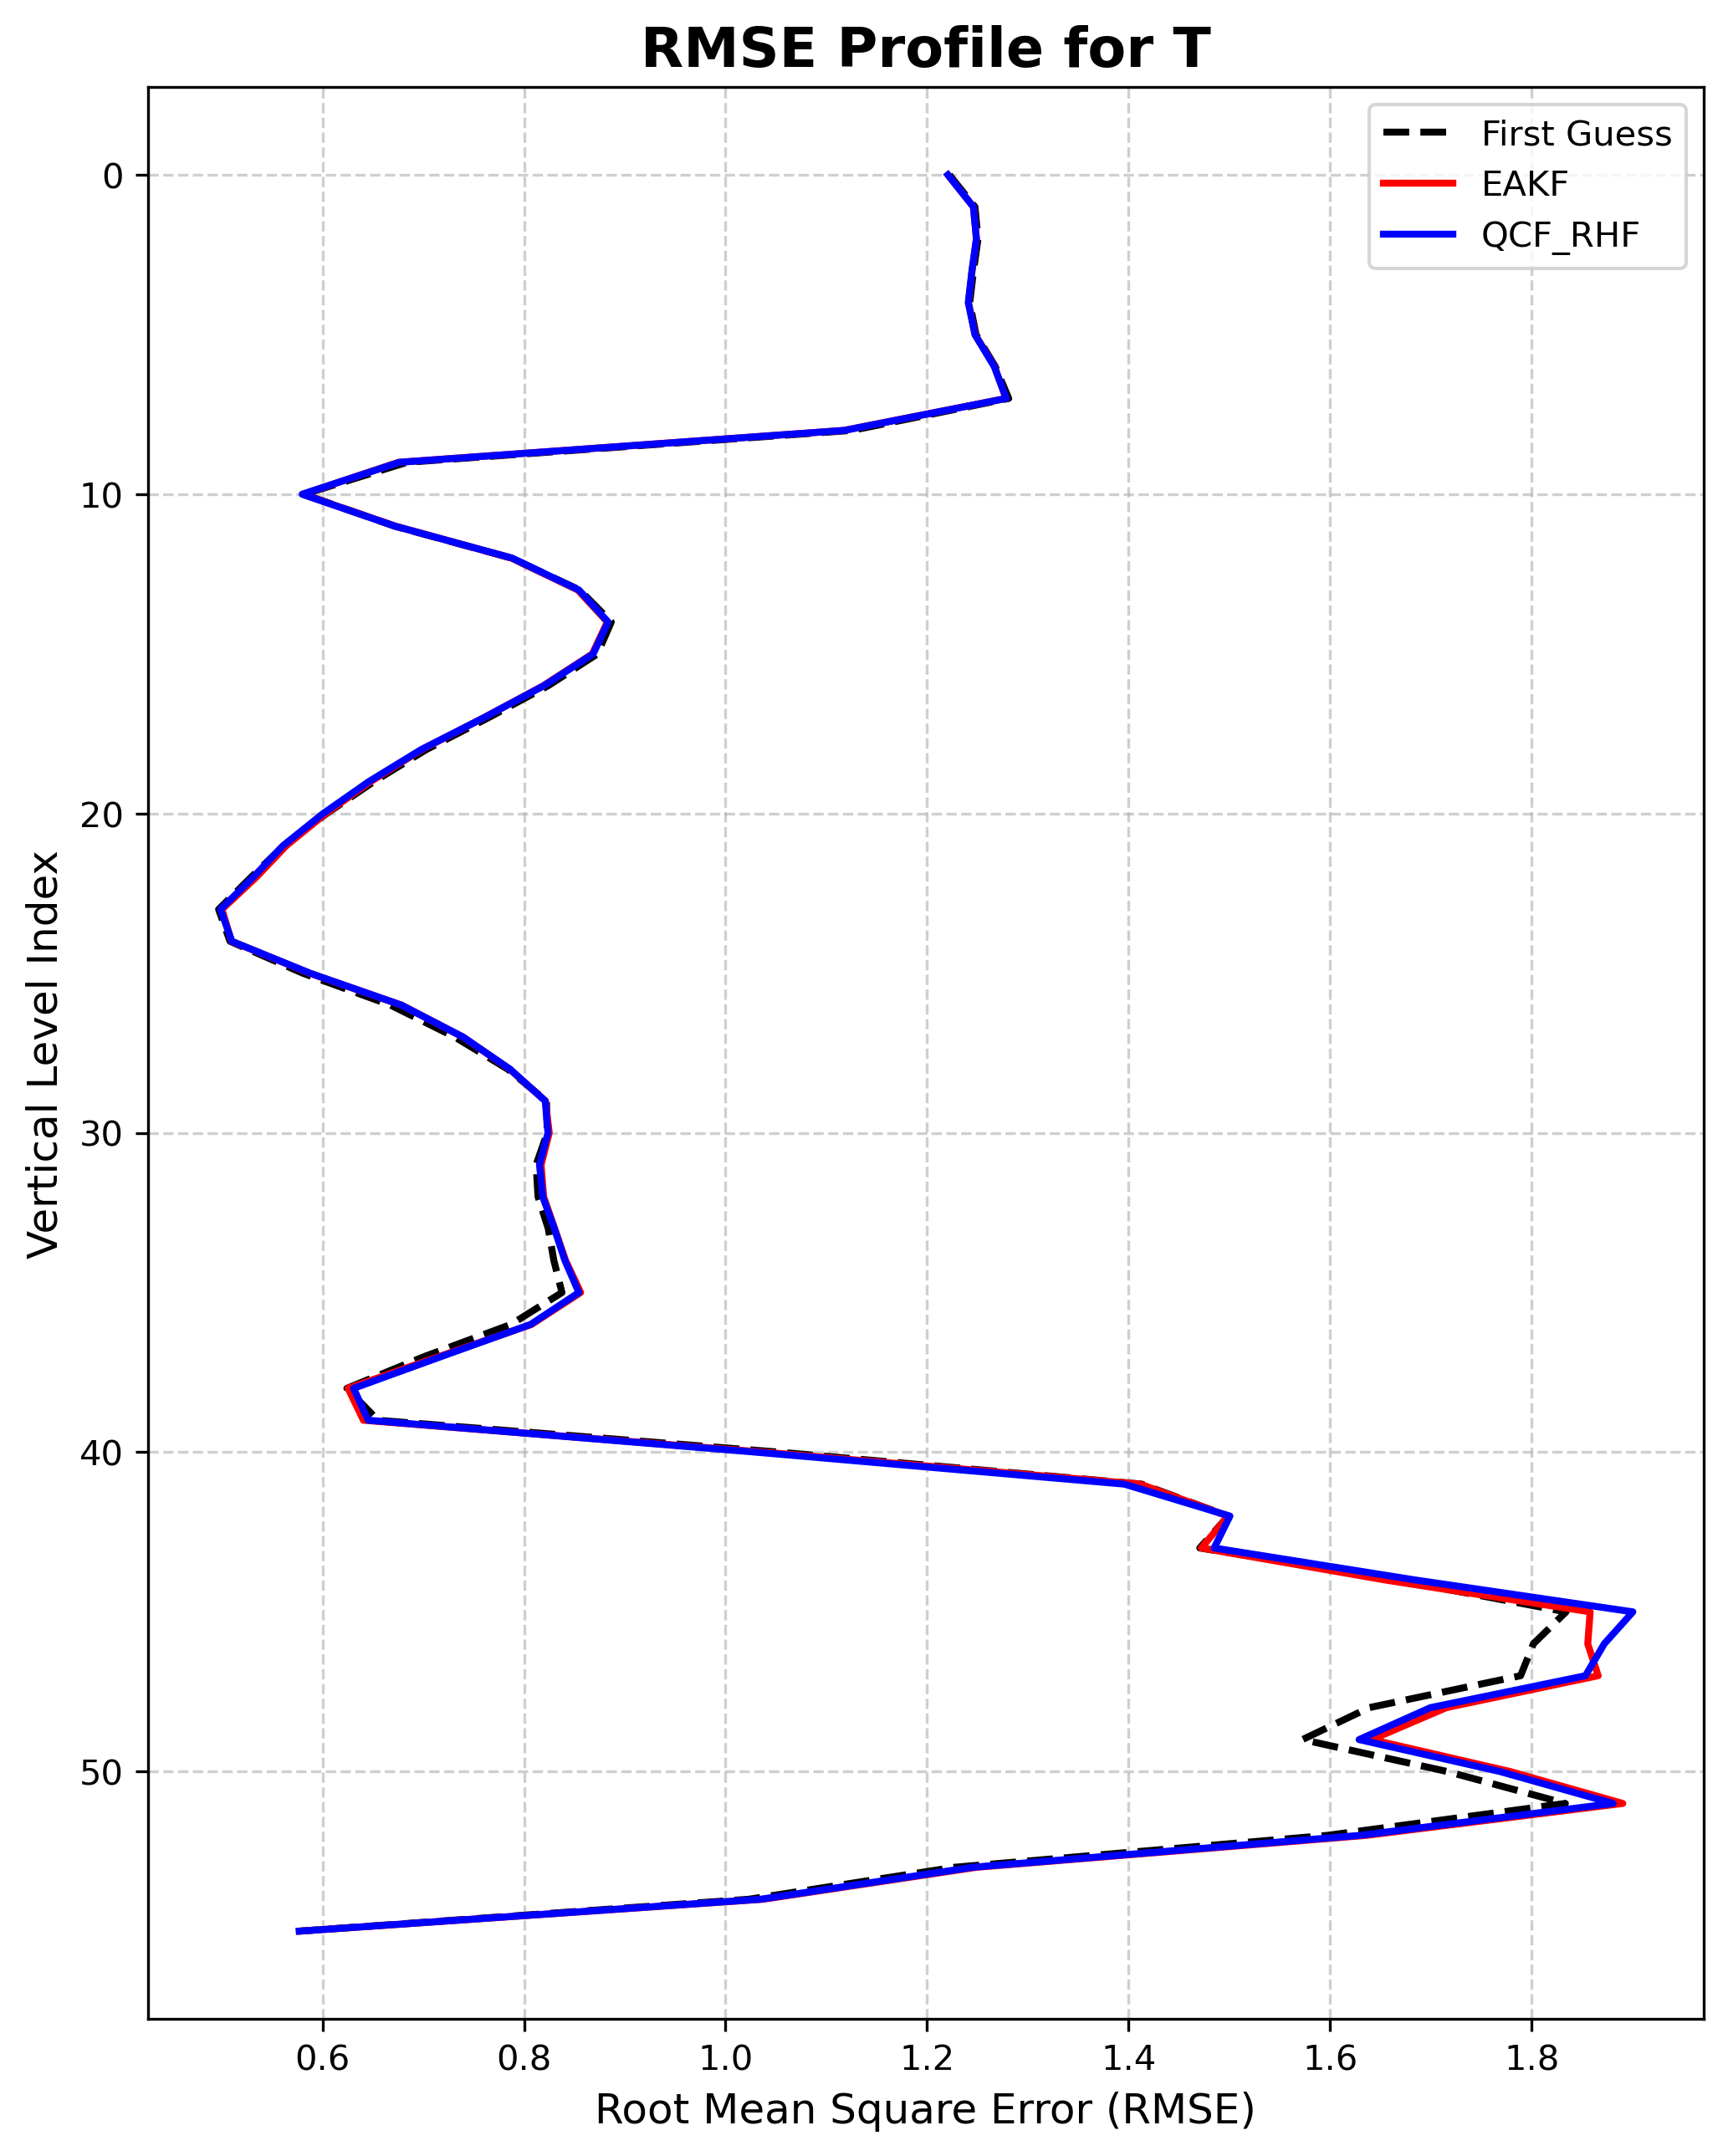 RMSE Profile for T
First Guess
EAKF
QCF_RHF
Vertical Level Index
0
10
20
30
40
50
0.6 0.8 1.0 1.2 1.4 1.6 1.8
Root Mean Square Error (RMSE)